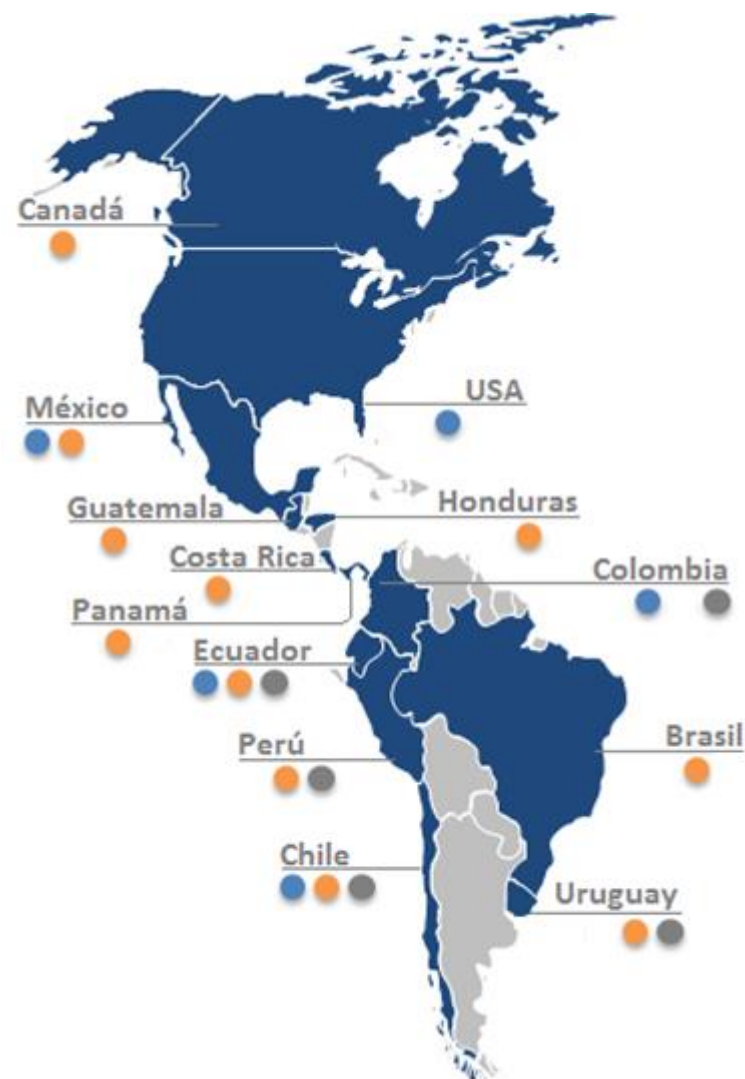 Canadá
USA
México
Guatemala
Honduras
Costa Rica
Colombia
Panamá
Ecuador
Brasil
Perú
Chile
Uruguay